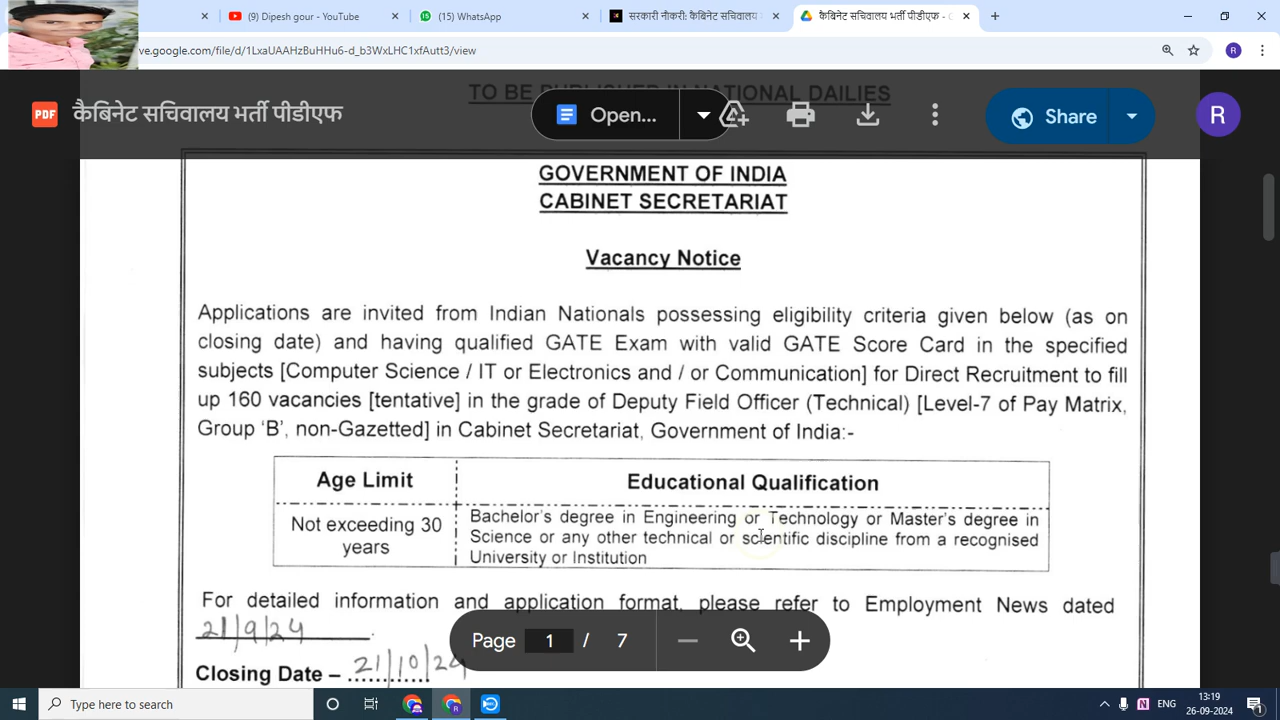 (9) Dipesh gour - YouTube
(15) WhatsApp
सरकारी नौकरी: कैबिनेट सचिवालय
कैबिनेट सचिवालय भर्ती पीडीएफ - G
ve.google.com/file/d/1LxaUAAHzBuHHu6-d_b3WxLHC1xfAutt3/view
R
TO BE PUBLISHED IN NATIONAL DAILIES
PDF
कैबिनेट सचिवालय भर्ती पीडीएफ
Open...
Share
R
GOVERNMENT OF INDIA
CABINET SECRETARIAT
Vacancy Notice
Applications are invited from Indian Nationals possessing eligibility criteria given below (as on
closing date) and having qualified GATE Exam with valid GATE Score Card in the specified
subjects [Computer Science / IT or Electronics and / or Communication] for Direct Recruitment to fill
up 160 vacancies [tentative] in the grade of Deputy Field Officer (Technical) [Level-7 of Pay Matrix,
Group ‘B’, non-Gazetted] in Cabinet Secretariat, Government of India:-
Age Limit
Educational Qualification
Not exceeding 30
years
Bachelor's degree in Engineering or Technology or Master's degree in
Science or any other technical or scientific discipline from a recognised
University or Institution
For detailed information and application format, please refer to Employment News dated
21/9/24.
Closing Date – 21/10/24
Page 1 / 7
Type here to search
N
13:19
26-09-2024